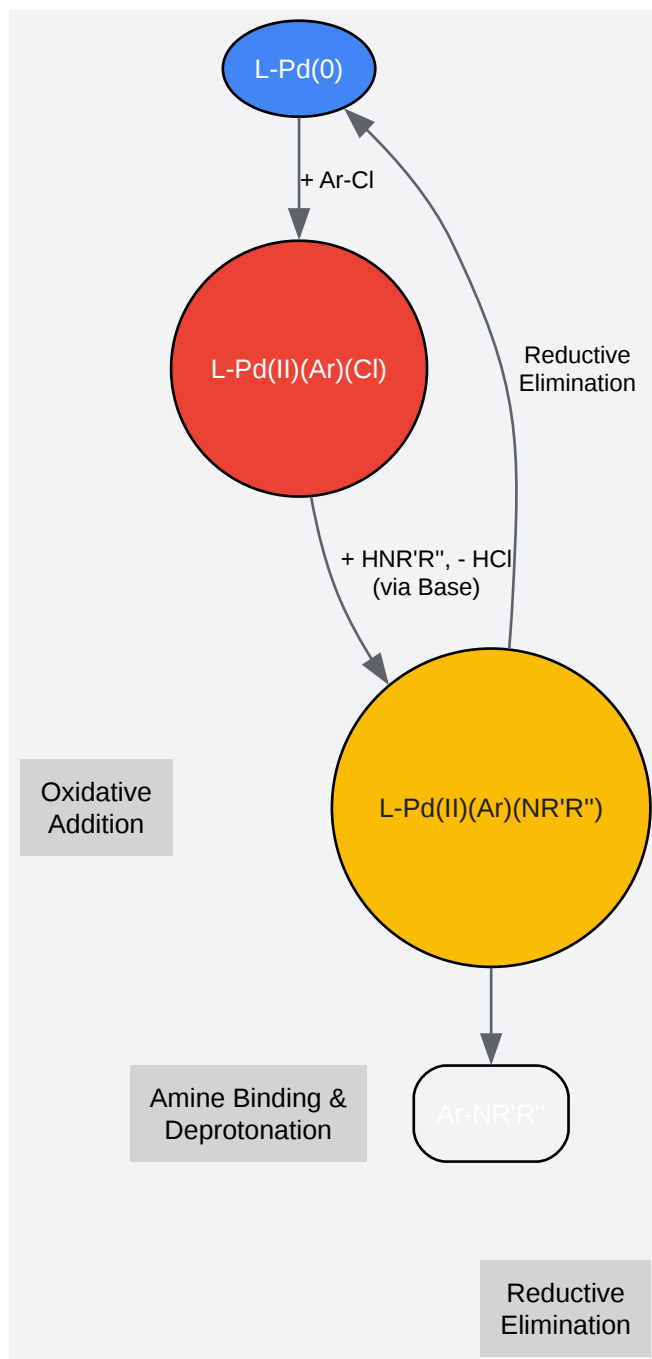 L-Pd(0)
+ Ar-Cl
L-Pd(II)(Ar)(Cl)
Reductive
Elimination
+ HNR'R'', - HCl
(via Base)
Oxidative
Addition
L-Pd(II)(Ar)(NR'R'')
Amine Binding &
Deprotonation
Ar-NR'R''
Reductive
Elimination